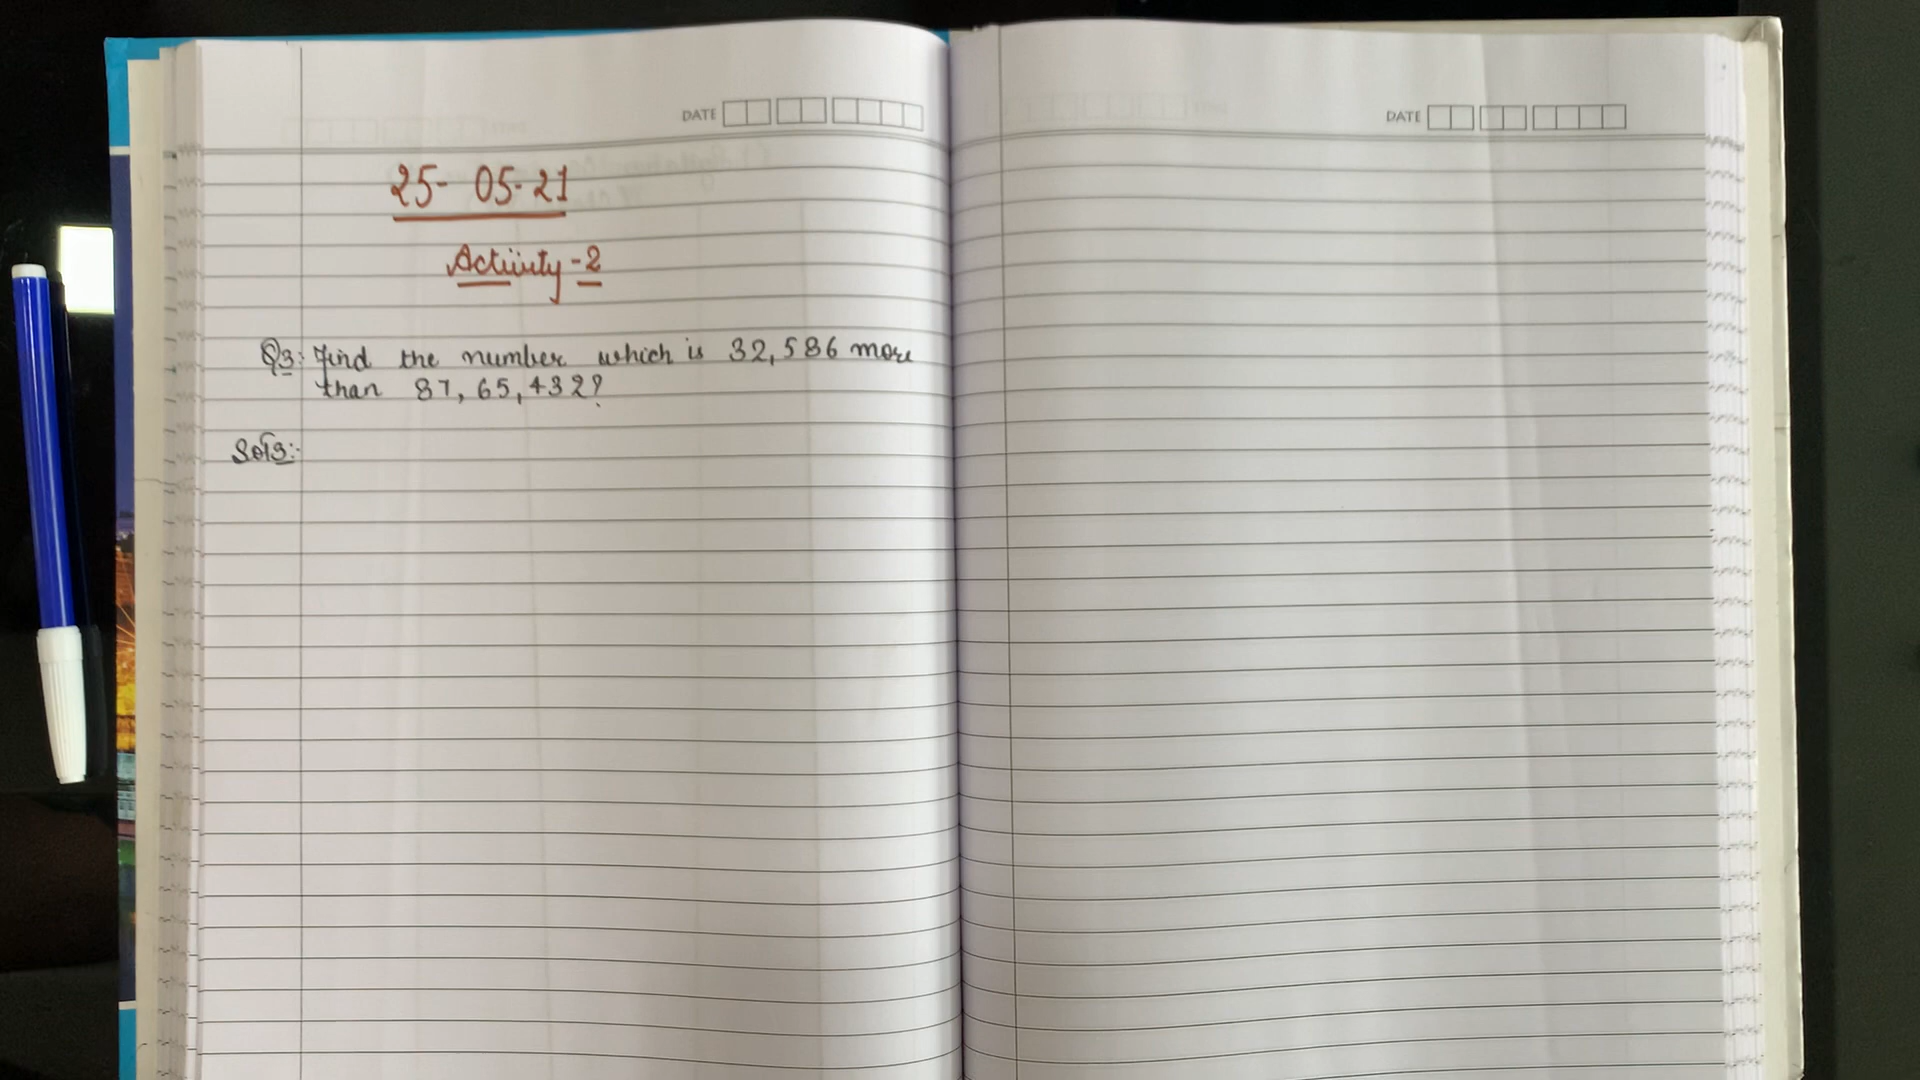 DATE
25-05-21
Activity-2
Q3: Find the number which is 32,586 more
than 87,65,432?
Sol3:-
DATE